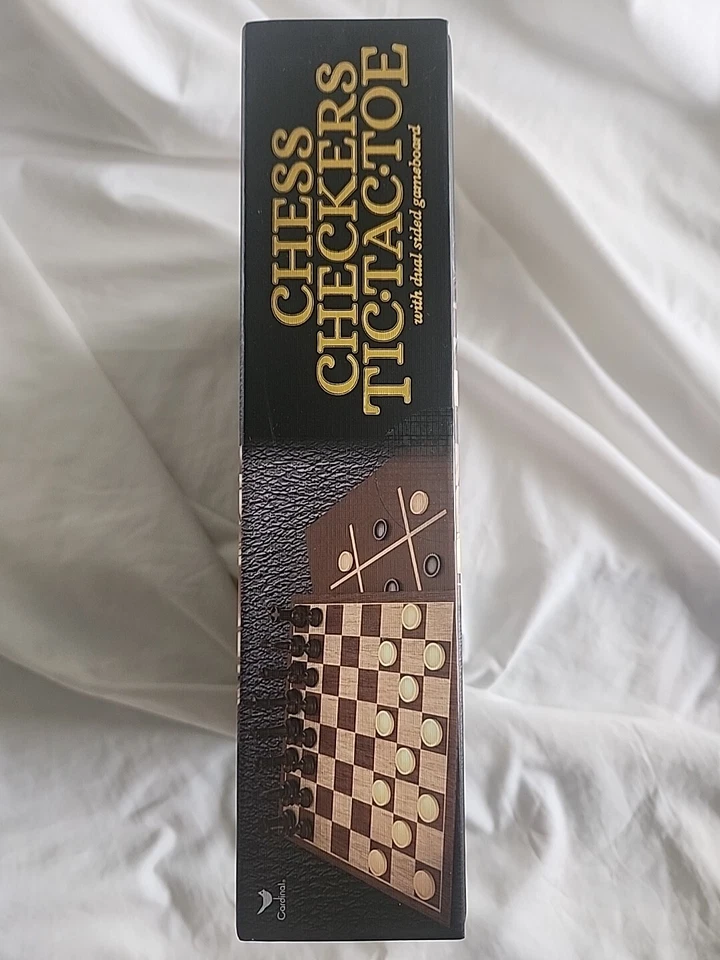 CHESS
CHECKERS
TIC•TAC•TOE
with dual sided gameboard
Cardinal®